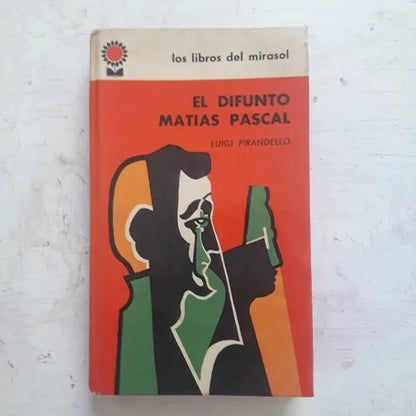 los libros del mirasol
EL DIFUNTO
MATIAS PASCAL
LUIGI PIRANDELLO